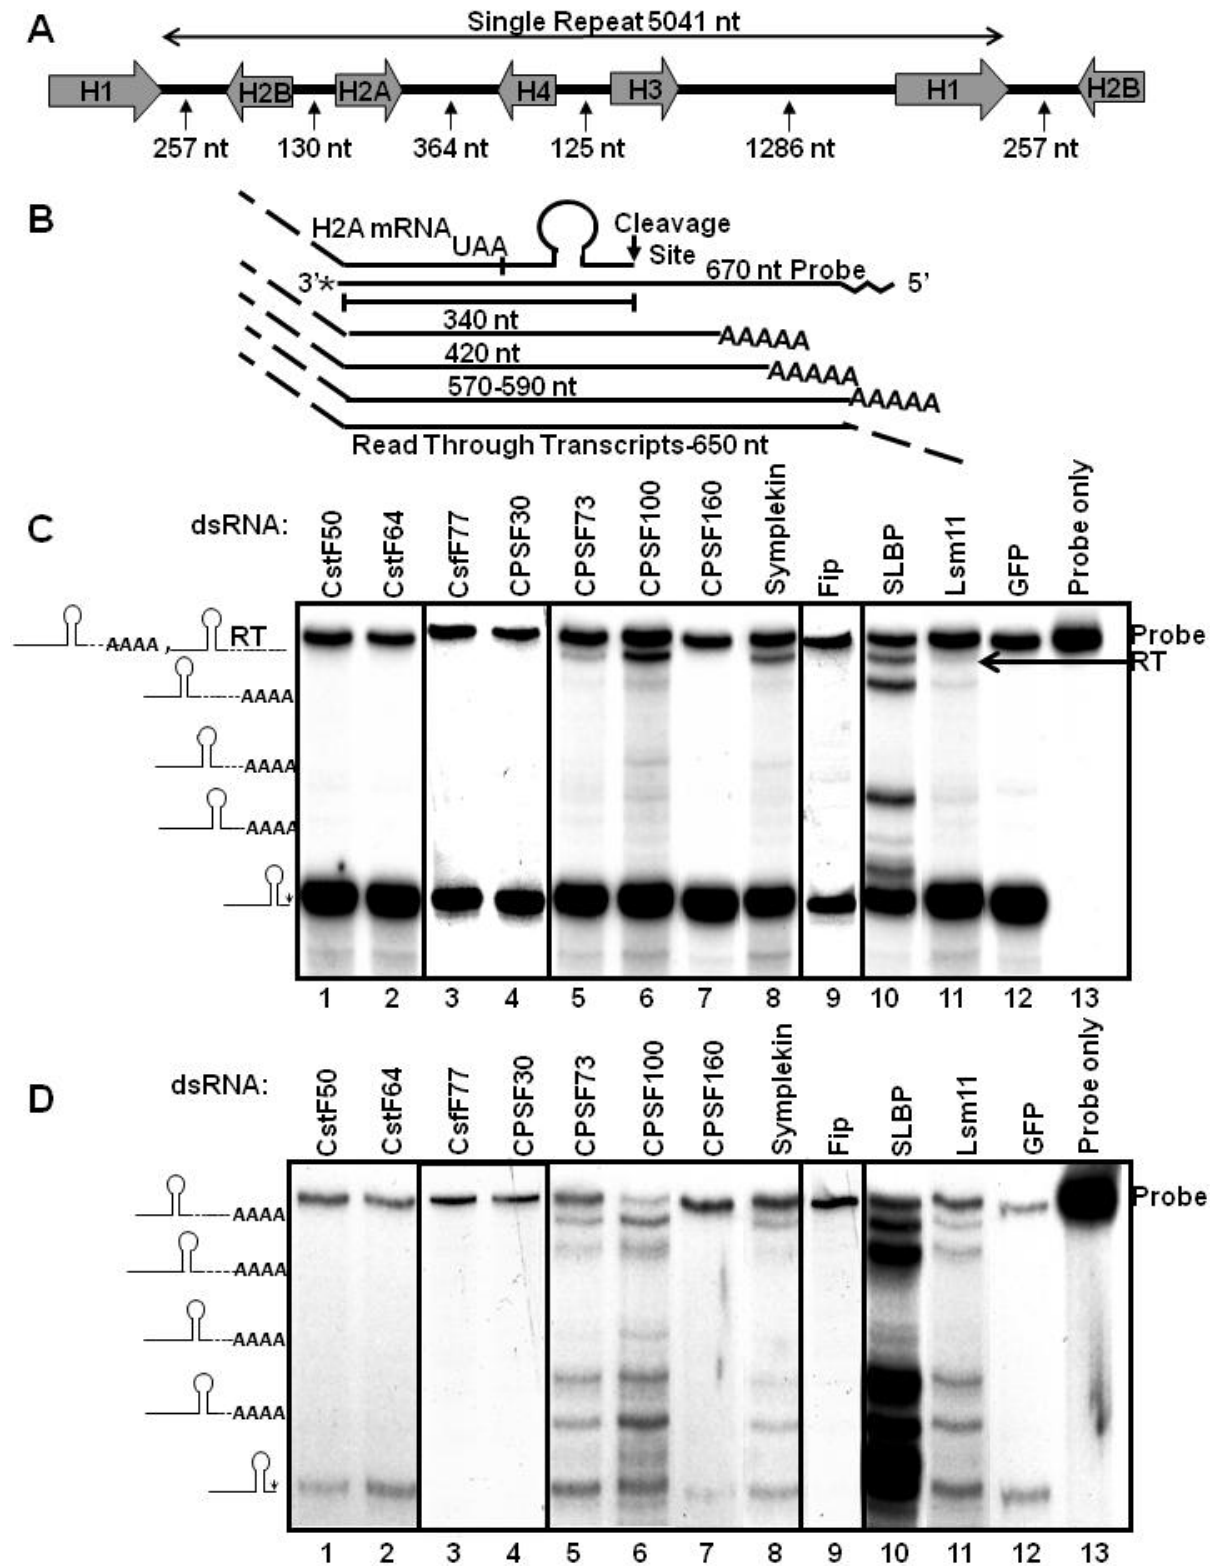 A
Single Repeat 5041 nt
H1 H2B H2A H4 H3 H1 H2B
257 nt 130 nt 364 nt 125 nt 1286 nt 257 nt
B
H2A mRNA UAA Cleavage Site
670 nt Probe
3'* 5'
340 nt
AAAAA
420 nt
AAAAA
570-590 nt
AAAAA
Read Through Transcripts-650 nt
C
dsRNA: CstF50 CstF64 CsfF77 CPSF30 CPSF73 CPSF100 CPSF160 Symplekin Fip SLBP Lsm11 GFP Probe only
AAAA , RT Probe
RT
AAAA
AAAA
AAAA
1 2 3 4 5 6 7 8 9 10 11 12 13
D
dsRNA: CstF50 CstF64 CsfF77 CPSF30 CPSF73 CPSF100 CPSF160 Symplekin Fip SLBP Lsm11 GFP Probe only
AAAA Probe
AAAA
AAAA
AAAA
1 2 3 4 5 6 7 8 9 10 11 12 13